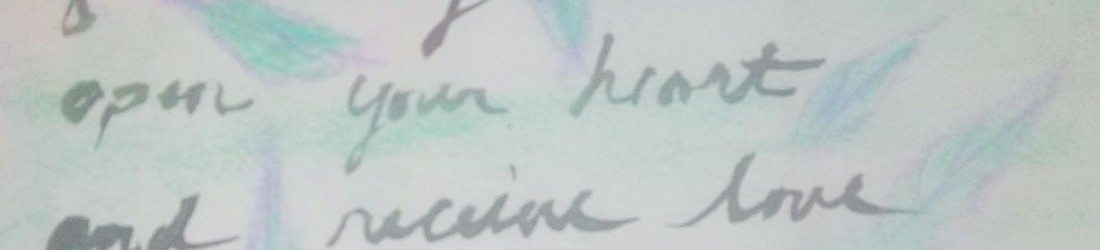 open your heart
and receive love